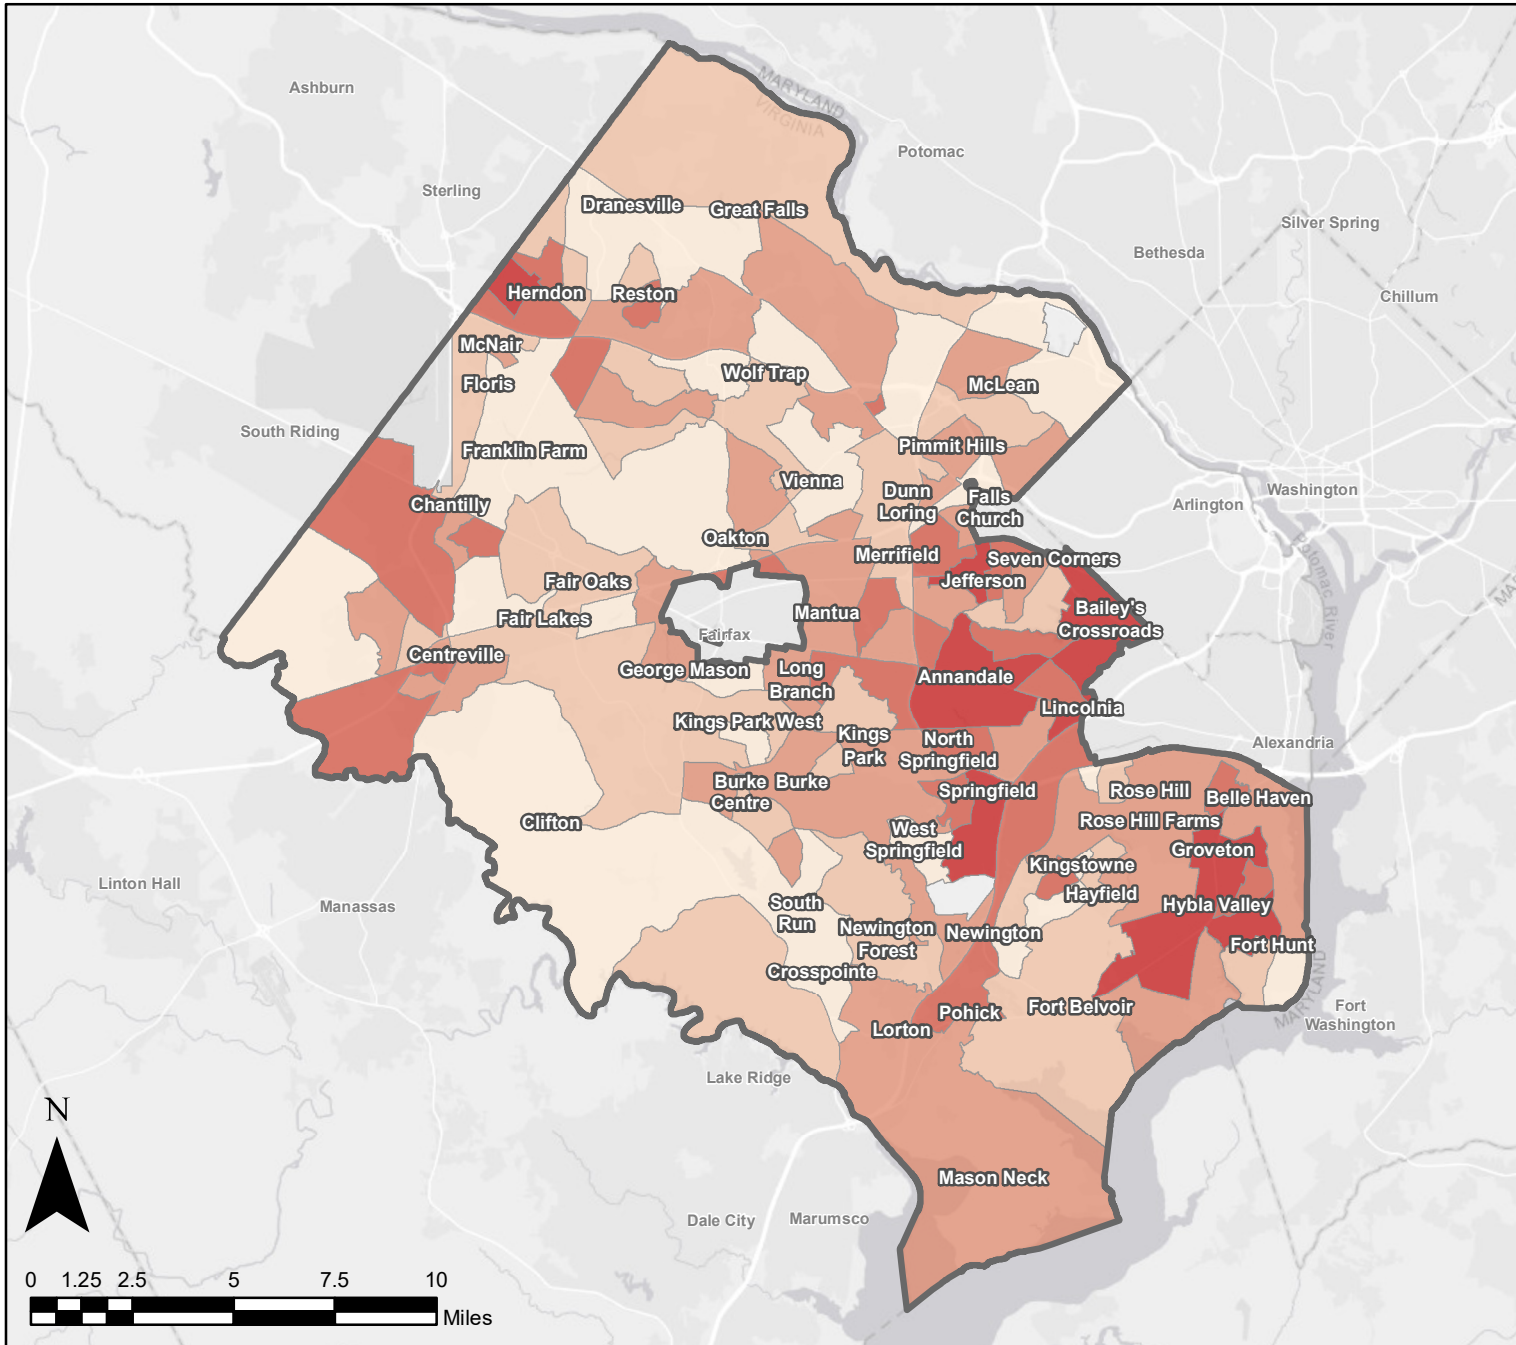 Ashburn
MARYLAND
VIRGINIA
Potomac
Sterling
Dranesville
Great Falls
Silver Spring
Bethesda
Herndon
Reston
Chillum
McNair
Wolf Trap
Floris
McLean
South Riding
Franklin Farm
Pimmit Hills
Vienna
Dunn
Loring
Falls
Church
Washington
Arlington
Chantilly
Oakton
Merrifield
Seven Corners
Fair Oaks
Jefferson
Potomac River
Bailey's
Crossroads
Fair Lakes
Mantua
Fairfax
Centreville
George Mason
Long
Branch
Annandale
Lincolnia
Kings Park West
Kings
Park
North
Springfield
Alexandria
Burke
Centre
Burke
Springfield
Rose Hill
Belle Haven
Clifton
Rose Hill Farms
West
Springfield
Groveton
Kingstowne
Linton Hall
Hayfield
Manassas
South
Run
Hybla Valley
Newington
Forest
Newington
Fort Hunt
Crosspointe
MARYLAND
Fort Belvoir
Pohick
Lorton
Fort
Washington
Lake Ridge
N
Mason Neck
Dale City
Marumsco
0 1.25 2.5 5 7.5 10
Miles